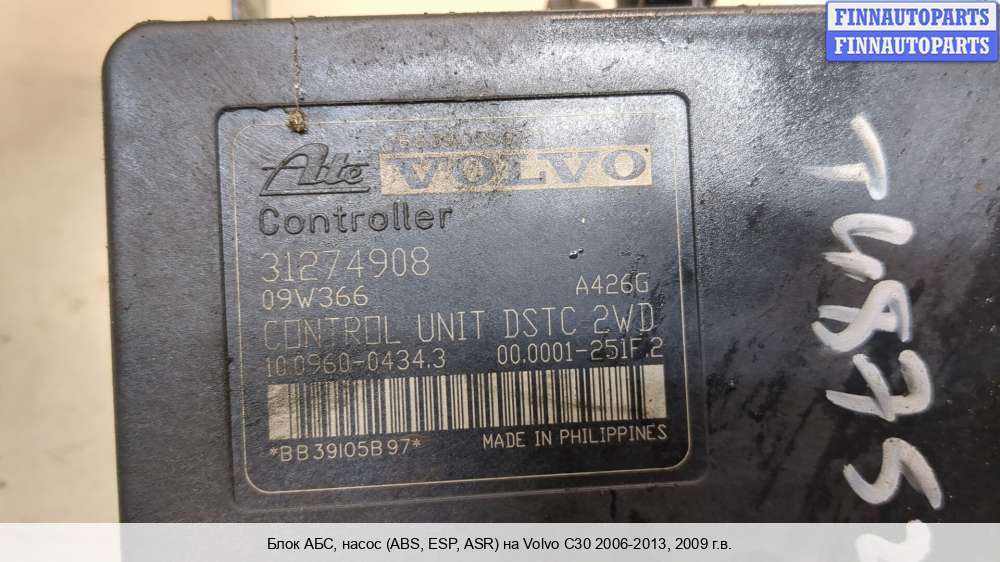 FINNAUTOPARTS
FINNAUTOPARTS
Ate VOLVO
Controller
31274908
09W366 A426G
CONTROL UNIT DSTC 2WD
10.0960-0434.3 00.0001-251F.2
*BB39105B97*
MADE IN PHILIPPINES
Блок АБС, насос (ABS, ESP, ASR) на Volvo C30 2006-2013, 2009 г.в.